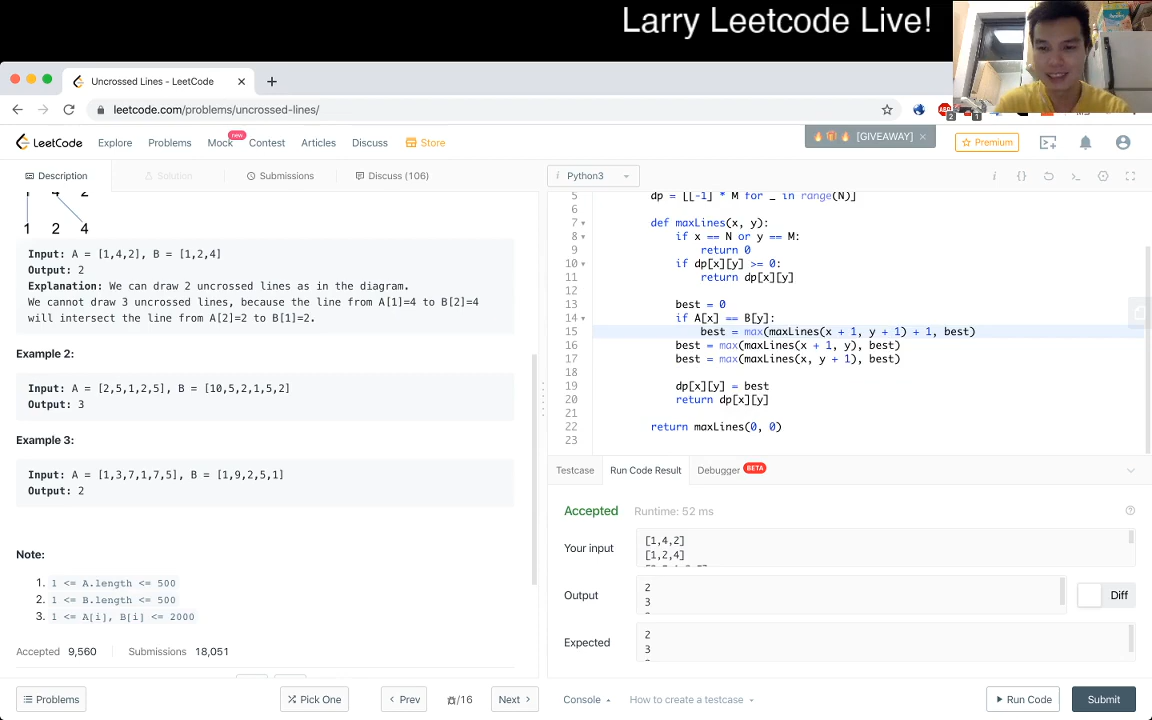 Larry Leetcode Live!
Uncrossed Lines - LeetCode
leetcode.com/problems/uncrossed-lines/
LeetCode
Explore
Problems
Mock
new
Contest
Articles
Discuss
Store
[GIVEAWAY]
Premium
Description
Solution
Submissions
Discuss (106)
i Python3
1 4 2
1 2 4
Input: A = [1,4,2], B = [1,2,4]
Output: 2
Explanation: We can draw 2 uncrossed lines as in the diagram.
We cannot draw 3 uncrossed lines, because the line from A[1]=4 to B[2]=4
will intersect the line from A[2]=2 to B[1]=2.
Example 2:
Input: A = [2,5,1,2,5], B = [10,5,2,1,5,2]
Output: 3
Example 3:
Input: A = [1,3,7,1,7,5], B = [1,9,2,5,1]
Output: 2
Note:
1. 1 <= A.length <= 500
2. 1 <= B.length <= 500
3. 1 <= A[i], B[i] <= 2000
Accepted 9,560
Submissions 18,051
5 dp = [[-1] * M for _ in range(N)]
6
7 def maxLines(x, y):
8 if x == N or y == M:
9 return 0
10 if dp[x][y] >= 0:
11 return dp[x][y]
12
13 best = 0
14 if A[x] == B[y]:
15 best = max(maxLines(x + 1, y + 1) + 1, best)
16 best = max(maxLines(x + 1, y), best)
17 best = max(maxLines(x, y + 1), best)
18
19 dp[x][y] = best
20 return dp[x][y]
21
22 return maxLines(0, 0)
23
Testcase
Run Code Result
Debugger
BETA
Accepted
Runtime: 52 ms
Your input
[1,4,2]
[1,2,4]
Output
2
3
Diff
Expected
2
3
Problems
Pick One
Prev
/16
Next
Console
How to create a testcase
Run Code
Submit